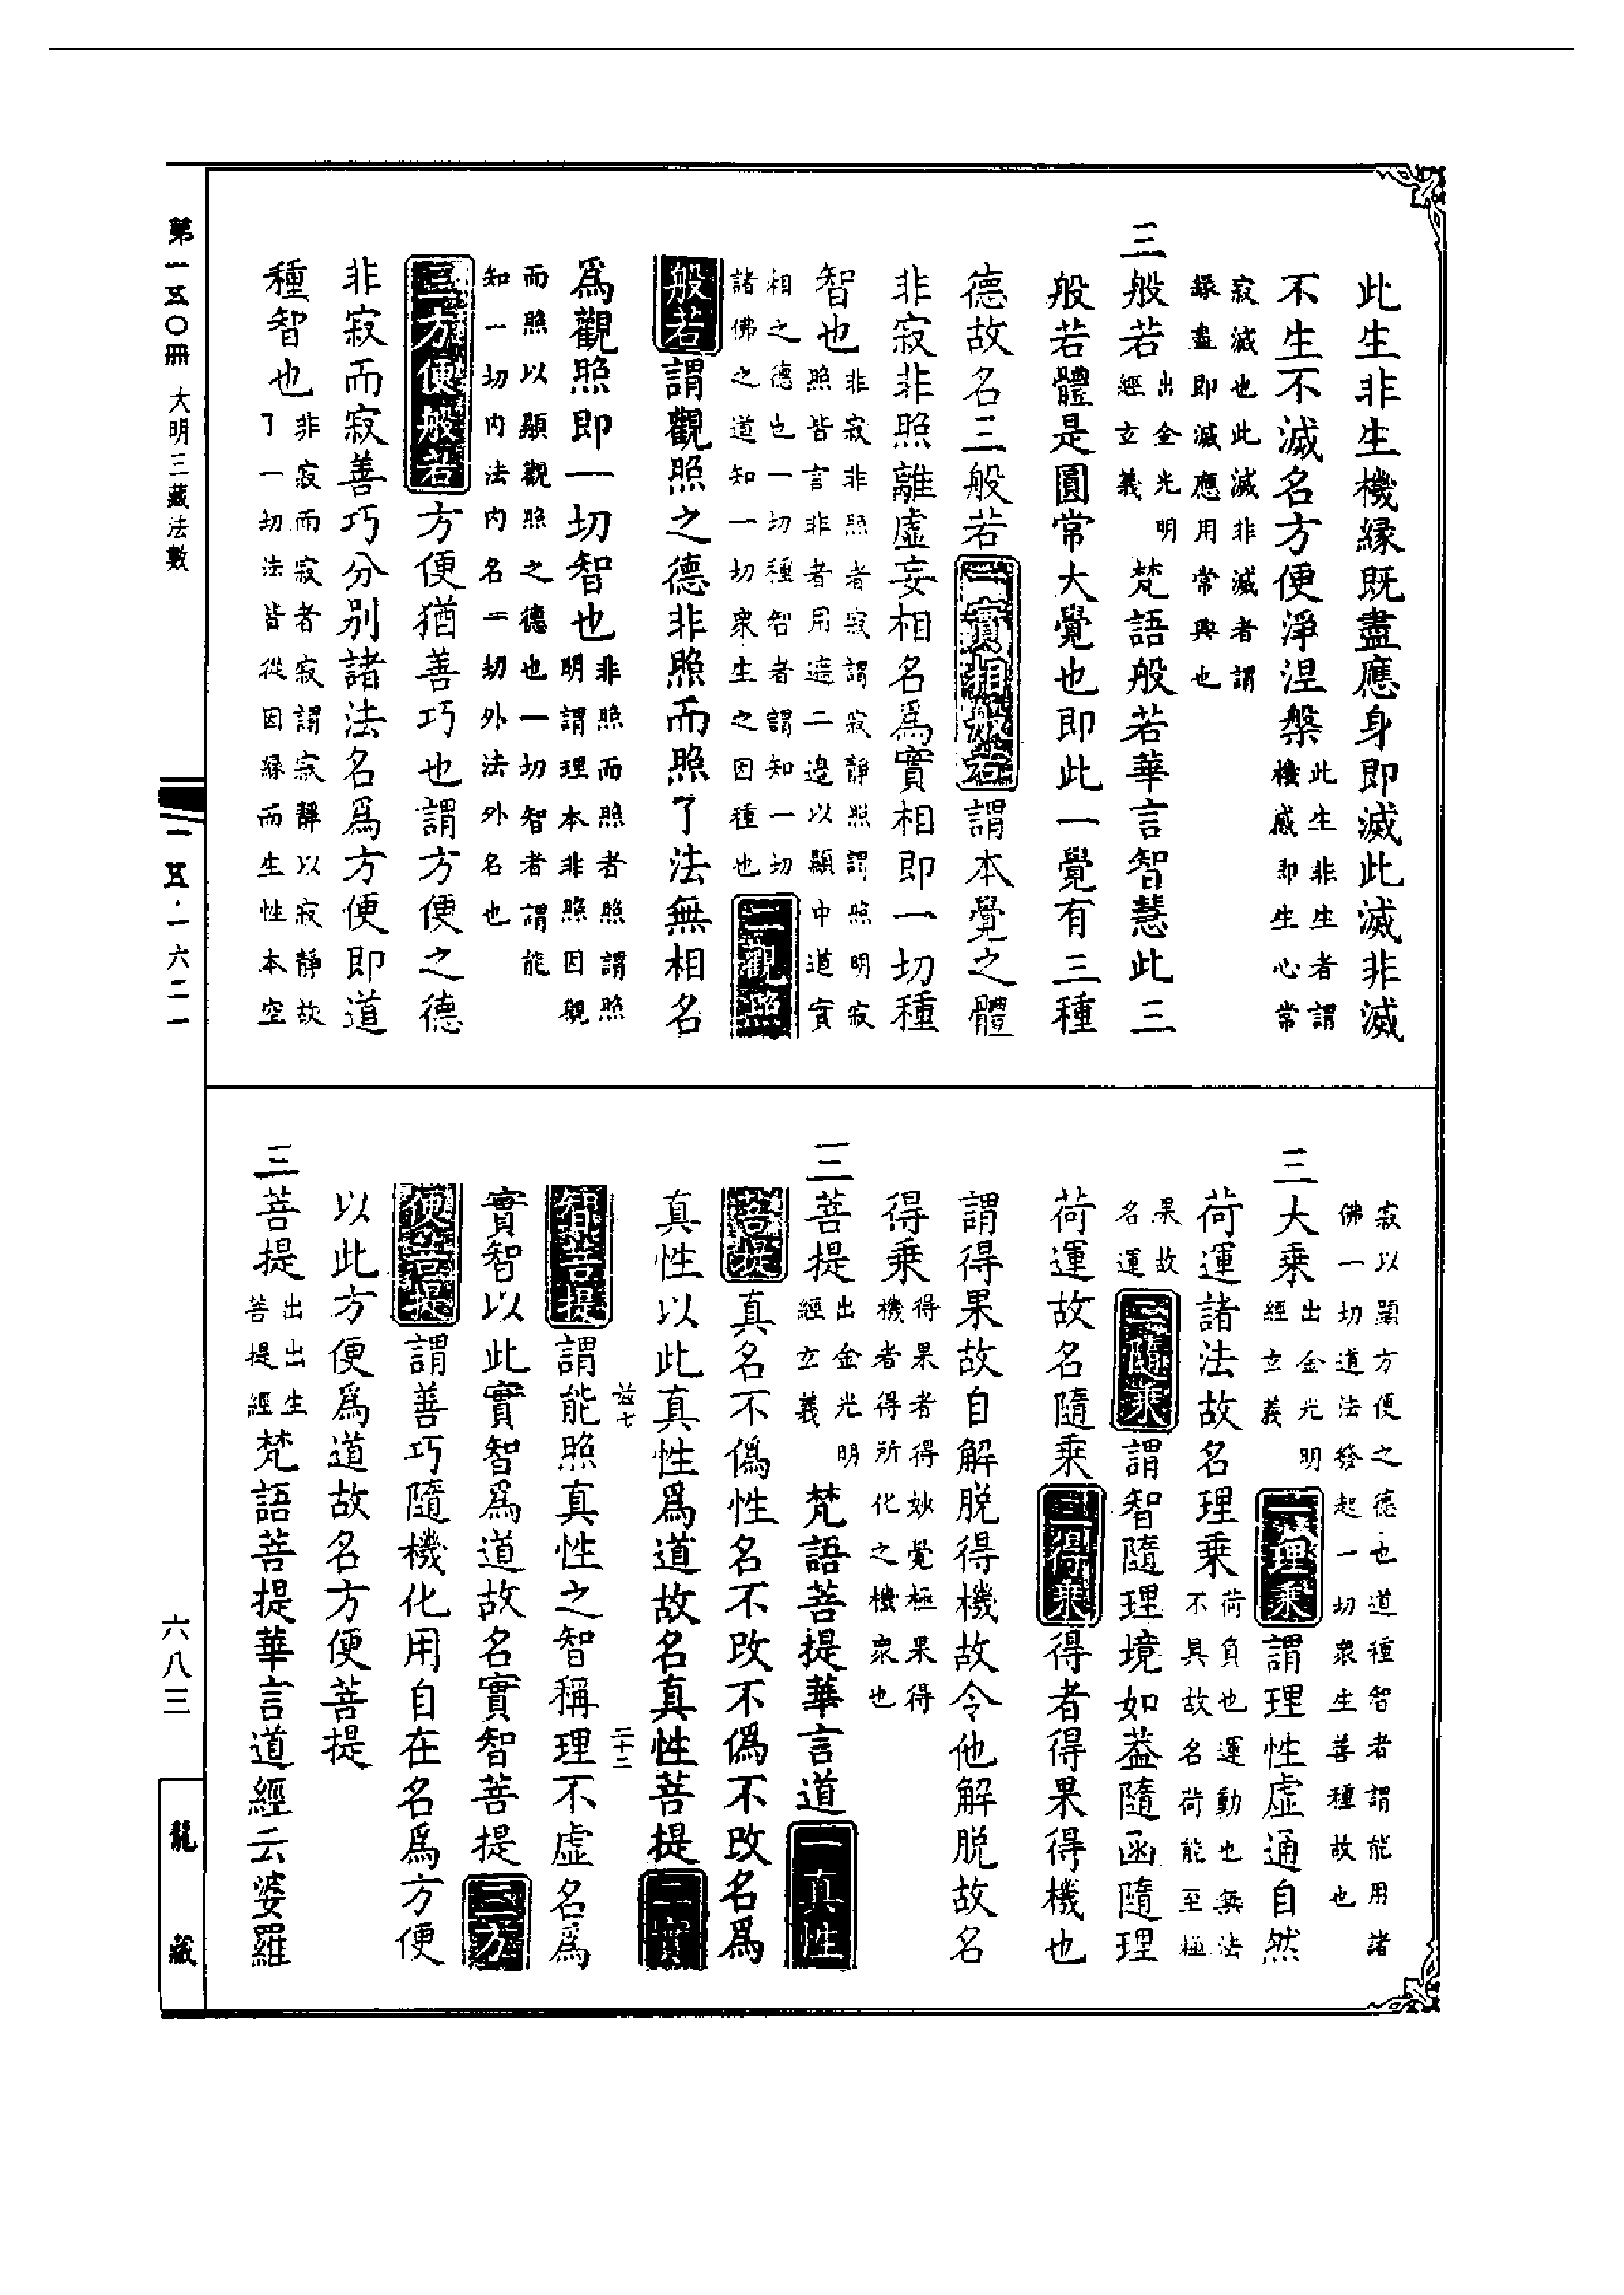 此生非生機緣既盡應身即滅此滅非滅
不生不滅名方便淨涅槃此生非生者謂機感即生心常
寂滅也此滅非滅者謂緣盡即滅應用常興也
三般若出金光明經玄義梵語般若華言智慧此三
般若體是圓常大覺也即此一覺有三種
德故名三般若一實相般若謂本覺之體
非寂非照離虛妄相名爲實相即一切種
智也非寂非照者寂謂寂靜照謂照明寂照皆言非者用遮二邊以顯中道實
相之德也一切種智者謂知一切諸佛之道知一切衆生之因種也二觀照
般若謂觀照之德非照而照了法無相名
爲觀照即一切智也非照而照者照謂照明謂理本非照因觀
而照以顯觀照之德也一切智者謂能知一切內法內名一切外法外名也
三方便般若方便猶善巧也謂方便之德
非寂而寂善巧分別諸法名爲方便即道
種智也非寂而寂者寂謂寂靜以寂靜故了一切法皆從因緣而生性本空
寂以顯方便之德也道種智者謂能用諸佛一切道法發起一切衆生善種故也
三大乘出金光明經玄義一理乘謂理性虛通自然
荷運諸法故名理乘荷負也運動也無法不具故名荷能至極
果故名運二隨乘謂智隨理境如葢隨函隨理
荷運故名隨乘三得乘得者得果得機也
謂得果故自解脫得機故令他解脫故名
得乘得果者得妙覺極果得機者得所化之機衆也
三菩提出金光明經玄義梵語菩提華言道一真性
菩提真名不僞性名不改不僞不改名爲
真性以此真性爲道故名真性菩提二實
智菩提謂能照真性之智稱理不虛名爲
實智以此實智爲道故名實智菩提三方
便菩提謂善巧隨機化用自在名爲方便
以此方便爲道故名方便菩提
三菩提出出生菩提經梵語菩提華言道經云婆羅
益七
二十二
第一五〇冊 大明三藏法數
一五·一六二一
六八三
龍藏